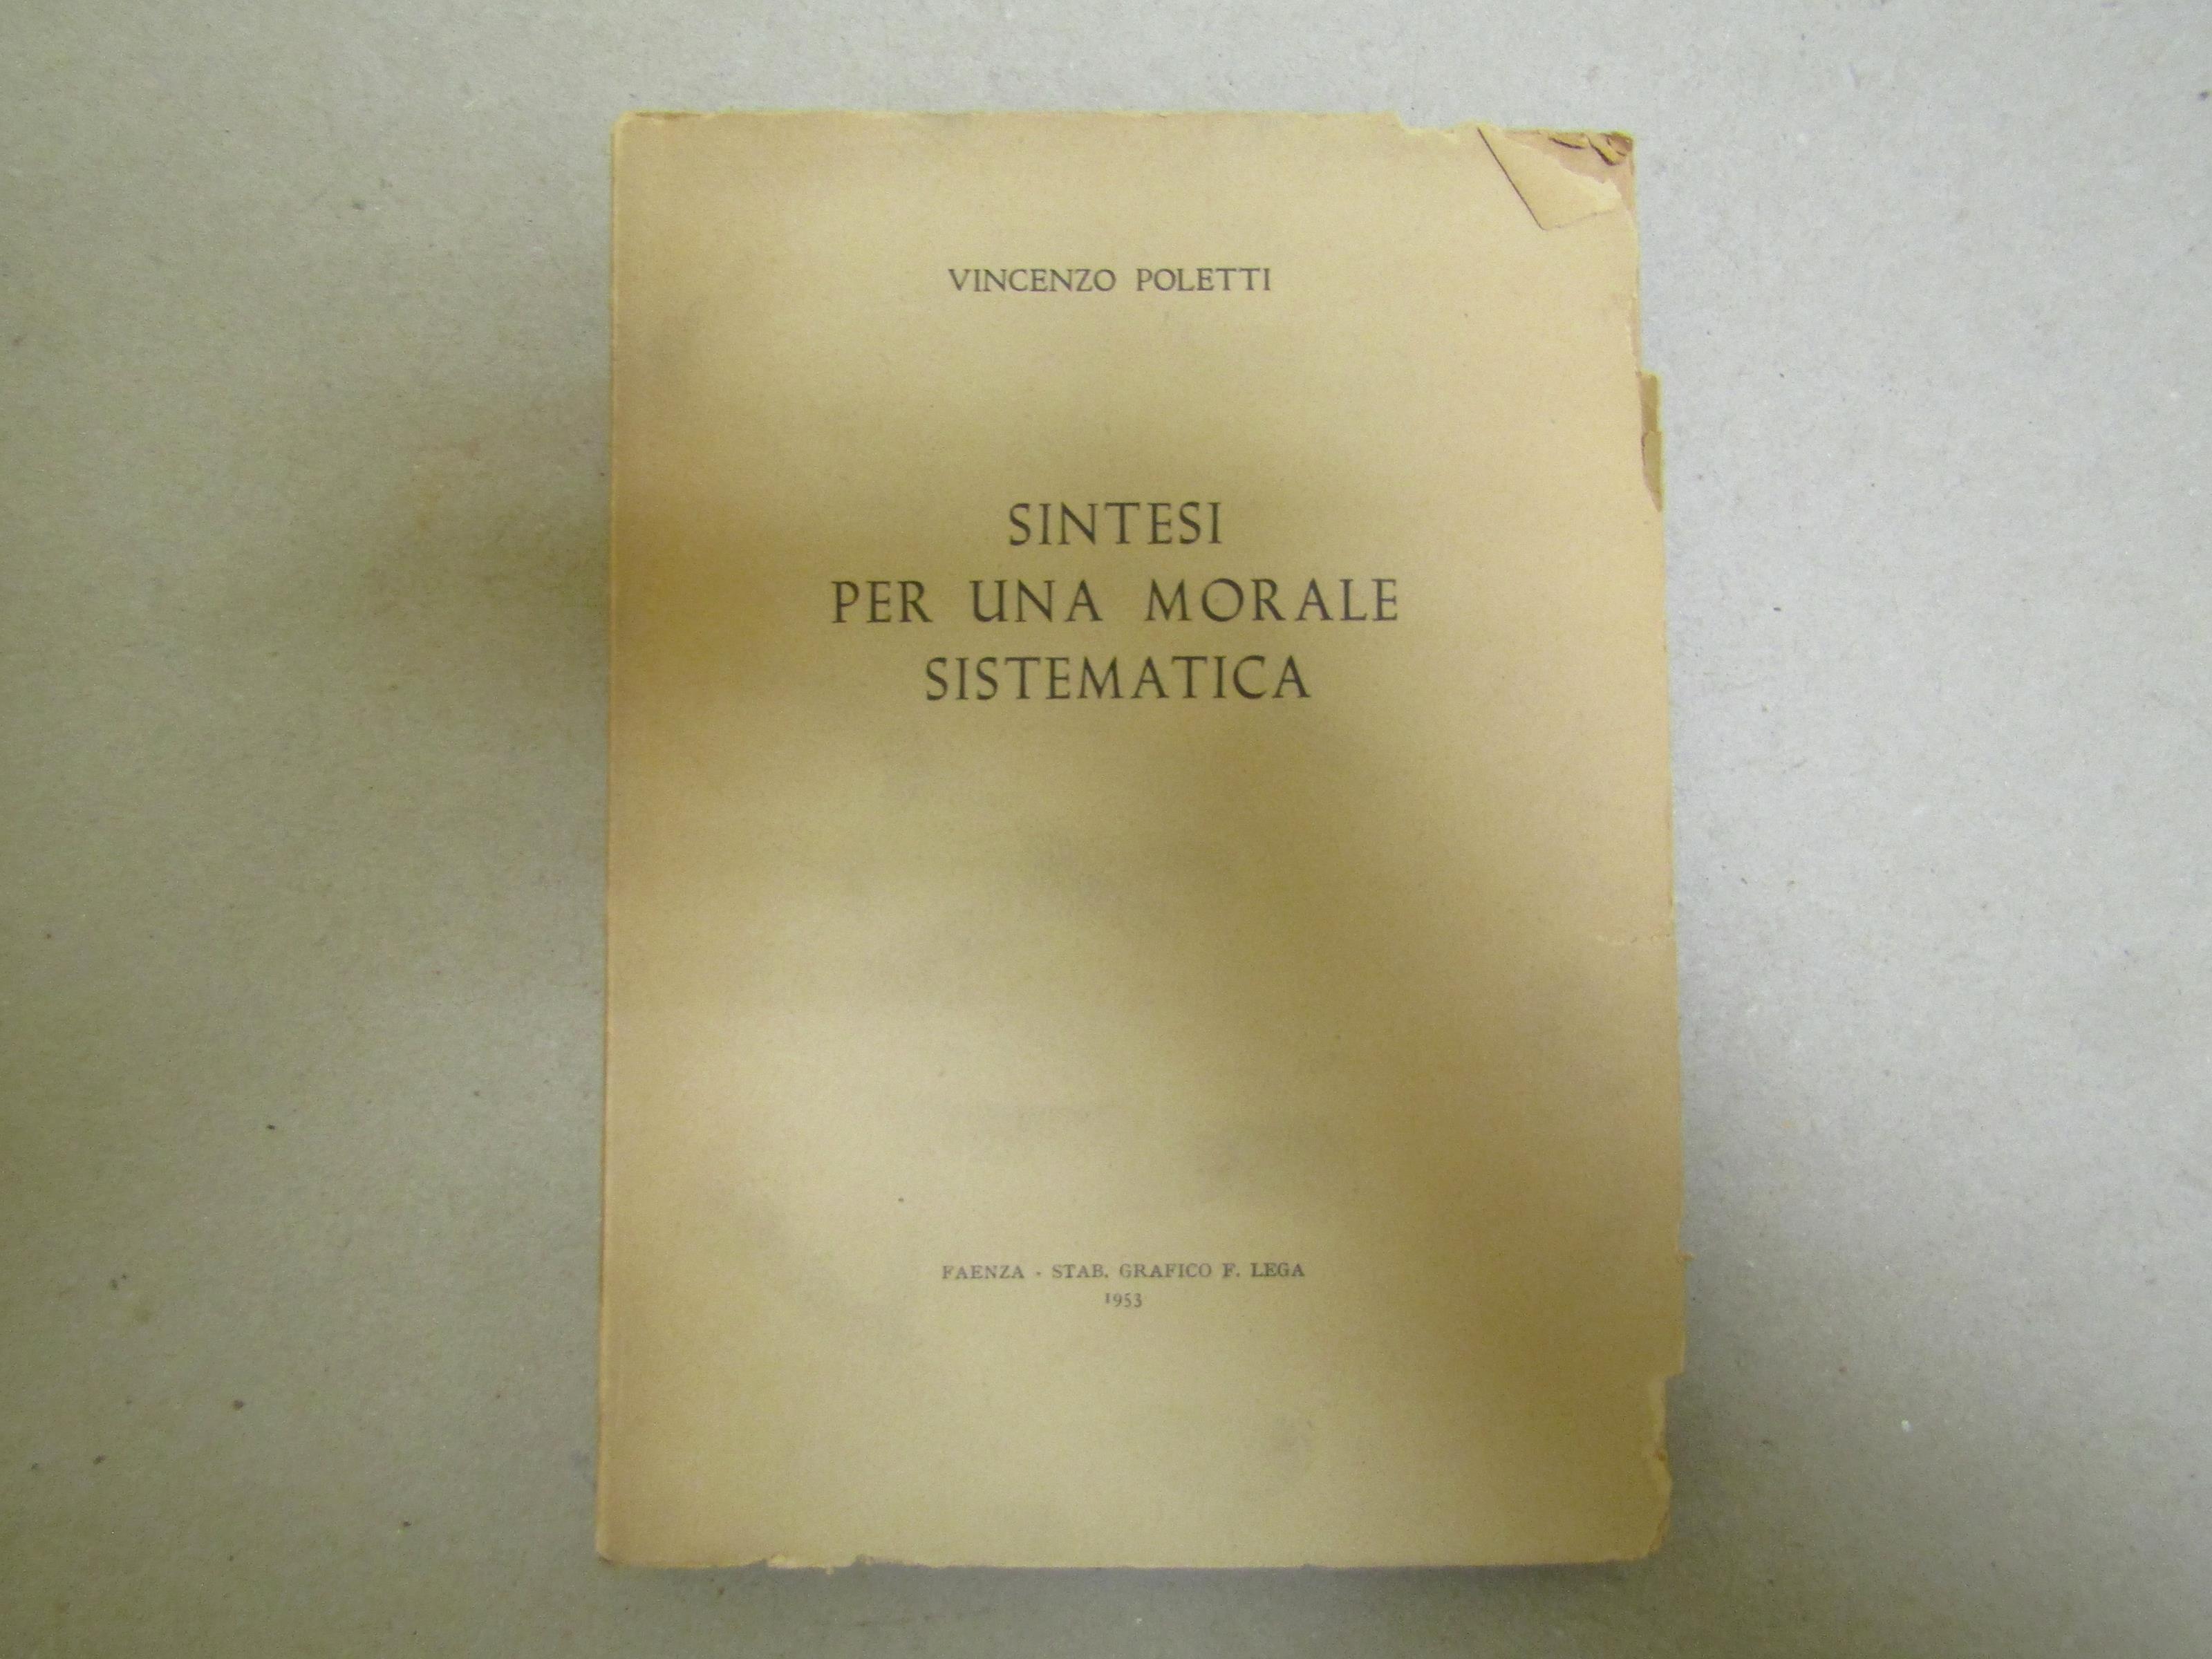 VINCENZO POLETTI
SINTESI
PER UNA MORALE
SISTEMATICA
FAENZA - STAB. GRAFICO F. LEGA
1953